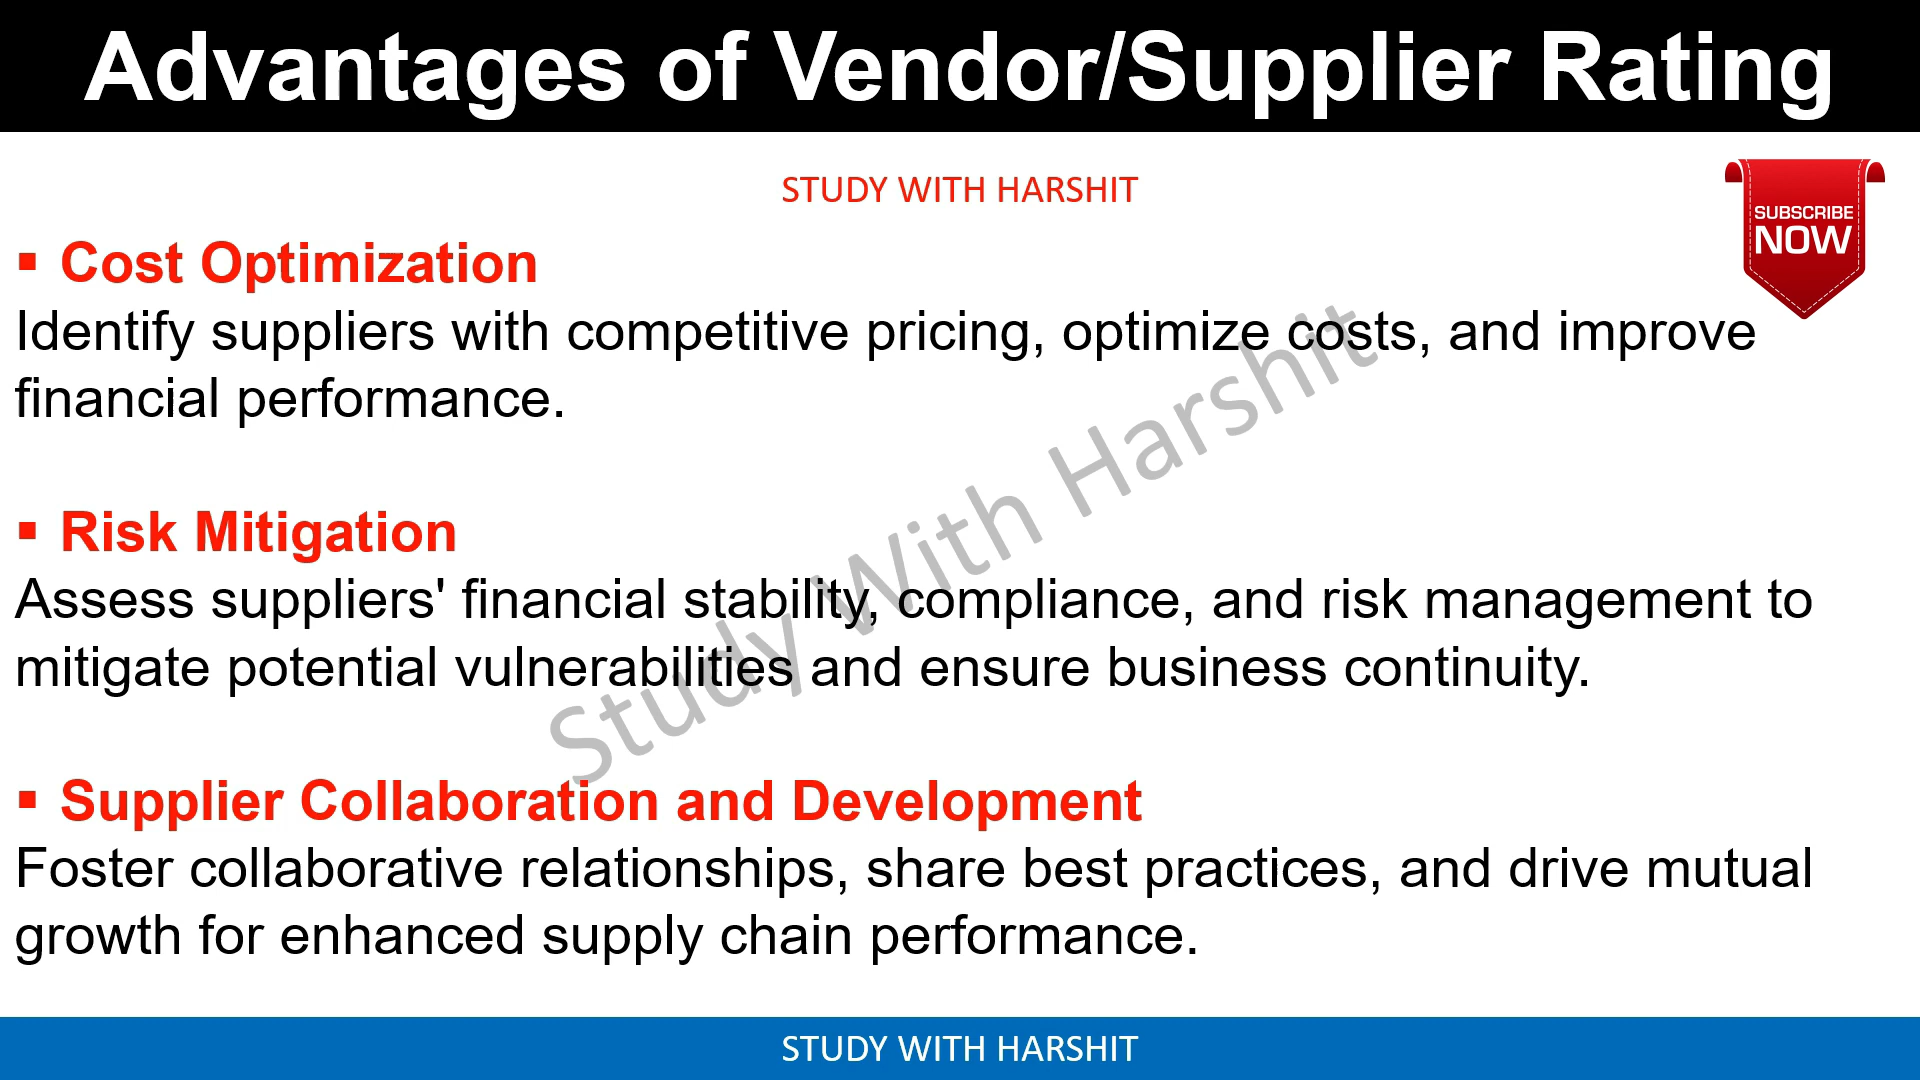 Advantages of Vendor/Supplier Rating
STUDY WITH HARSHIT
SUBSCRIBE
NOW
▪ Cost Optimization
Identify suppliers with competitive pricing, optimize costs, and improve
financial performance.
▪ Risk Mitigation
Assess suppliers' financial stability, compliance, and risk management to
mitigate potential vulnerabilities and ensure business continuity.
▪ Supplier Collaboration and Development
Foster collaborative relationships, share best practices, and drive mutual
growth for enhanced supply chain performance.
Study With Harshit
STUDY WITH HARSHIT